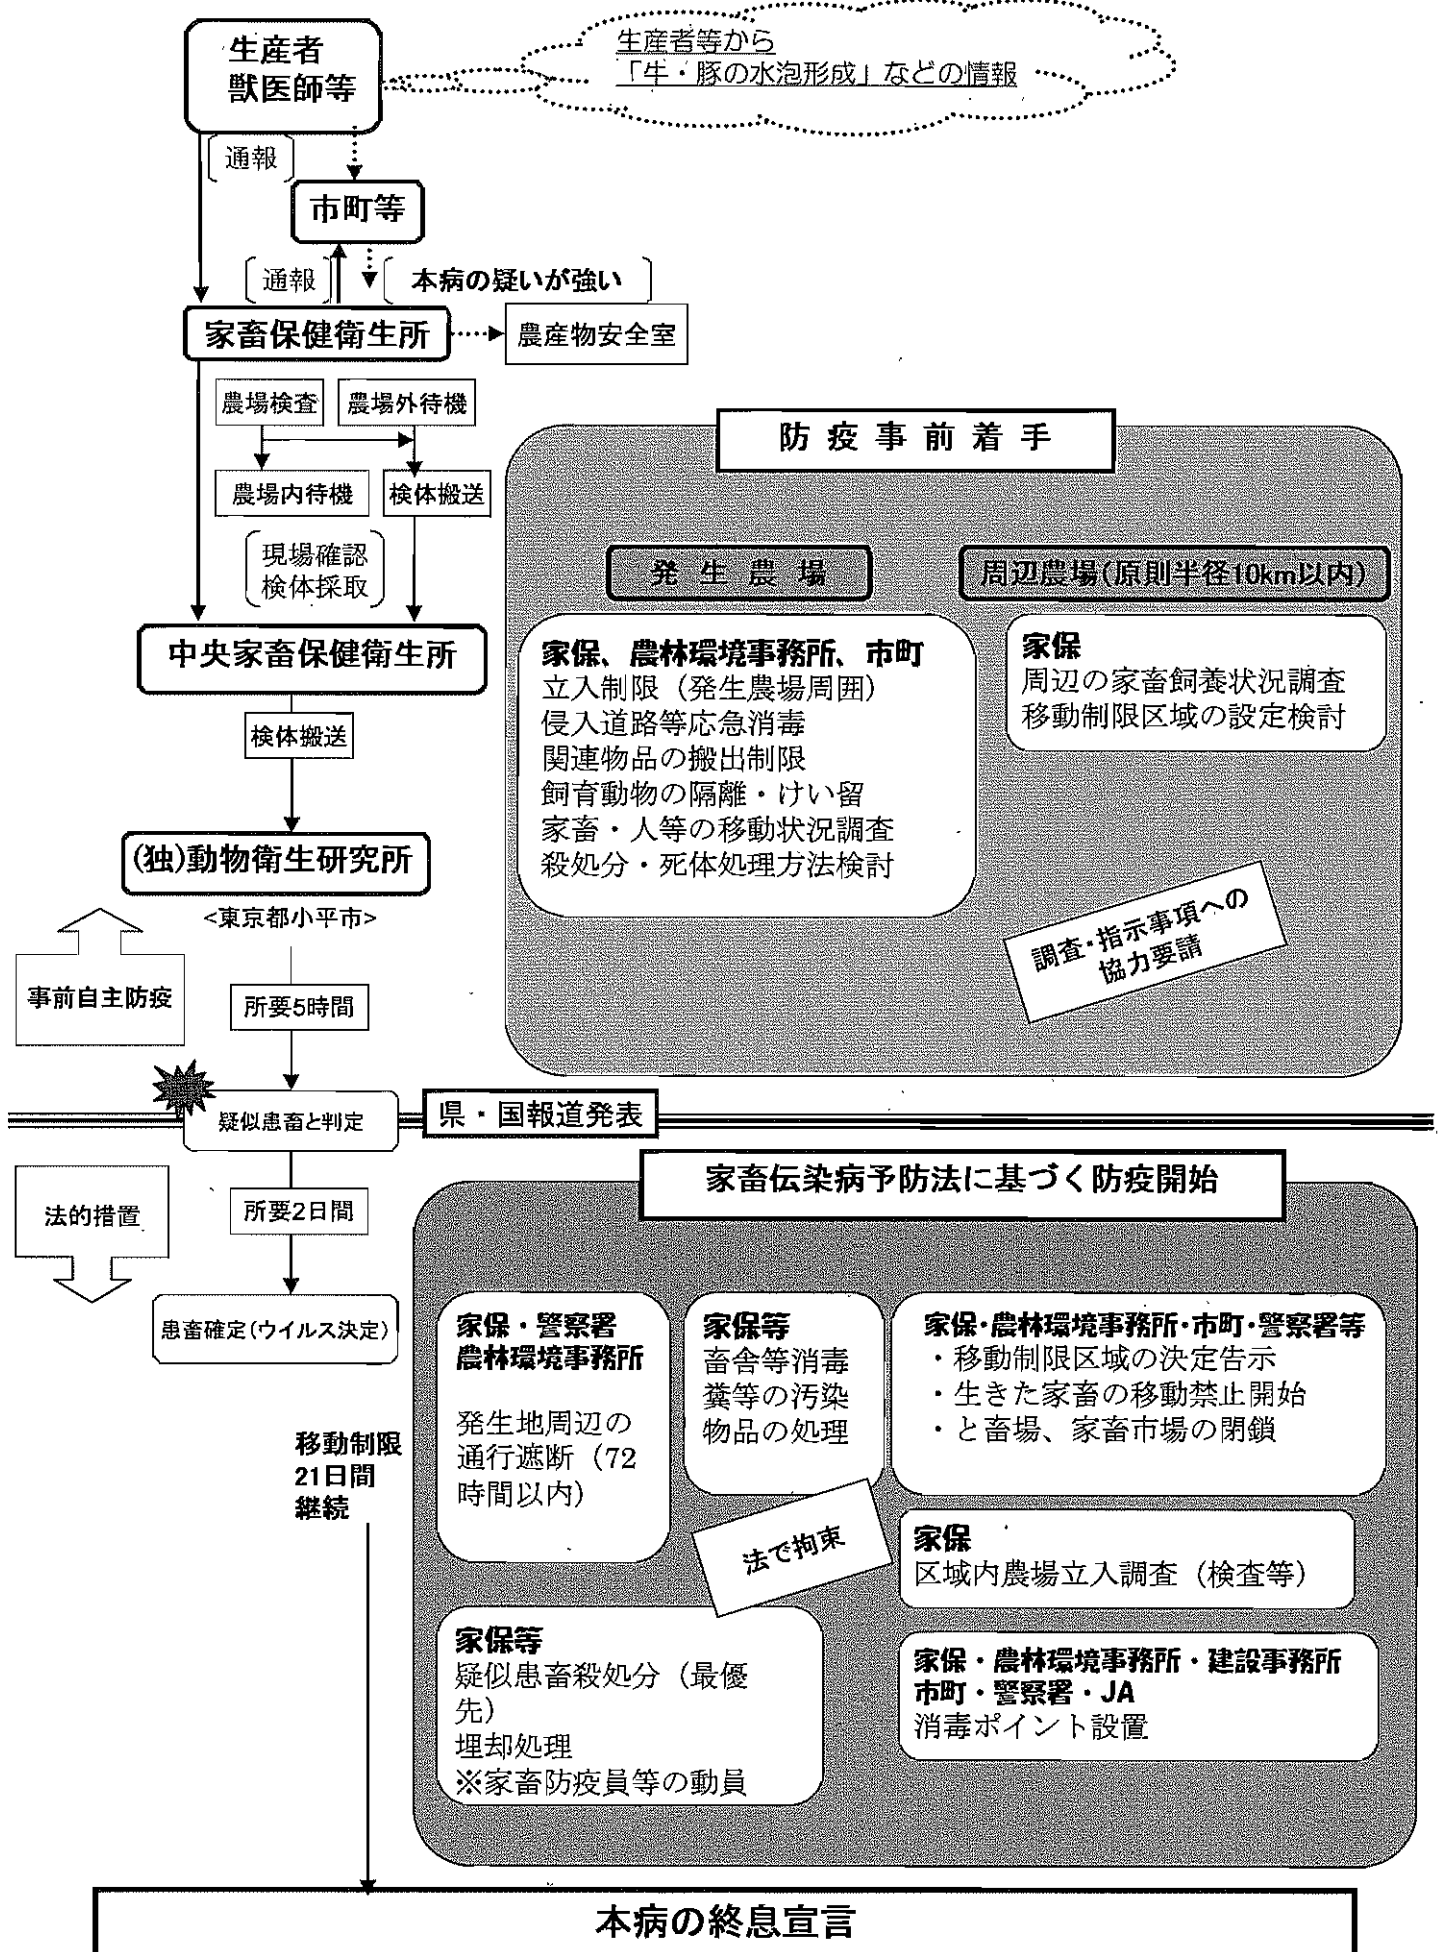 生産者等から
「牛・豚の水泡形成」などの情報
生産者
獣医師等
通報
市町等
通報
本病の疑いが強い
家畜保健衛生所
農産物安全室
農場検査
農場外待機
農場内待機
検体搬送
現場確認
検体採取
中央家畜保健衛生所
検体搬送
(独)動物衛生研究所
<東京都小平市>
事前自主防疫
所要5時間
疑似患畜と判定
県・国報道発表
法的措置
所要2日間
患畜確定(ウイルス決定)
移動制限
21日間
継続
防疫事前着手
発生農場
家保、農林環境事務所、市町
立入制限（発生農場周囲）
侵入道路等応急消毒
関連物品の搬出制限
飼育動物の隔離・けい留
家畜・人等の移動状況調査
殺処分・死体処理方法検討
周辺農場(原則半径10km以内)
家保
周辺の家畜飼養状況調査
移動制限区域の設定検討
調査・指示事項への
協力要請
家畜伝染病予防法に基づく防疫開始
家保・警察署
農林環境事務所
発生地周辺の
通行遮断（72
時間以内）
家保等
畜舎等消毒
糞等の汚染
物品の処理
家保・農林環境事務所・市町・警察署等
・移動制限区域の決定告示
・生きた家畜の移動禁止開始
・と畜場、家畜市場の閉鎖
法で拘束
家保
区域内農場立入調査（検査等）
家保等
疑似患畜殺処分（最優
先）
埋却処理
※家畜防疫員等の動員
家保・農林環境事務所・建設事務所
市町・警察署・JA
消毒ポイント設置
本病の終息宣言